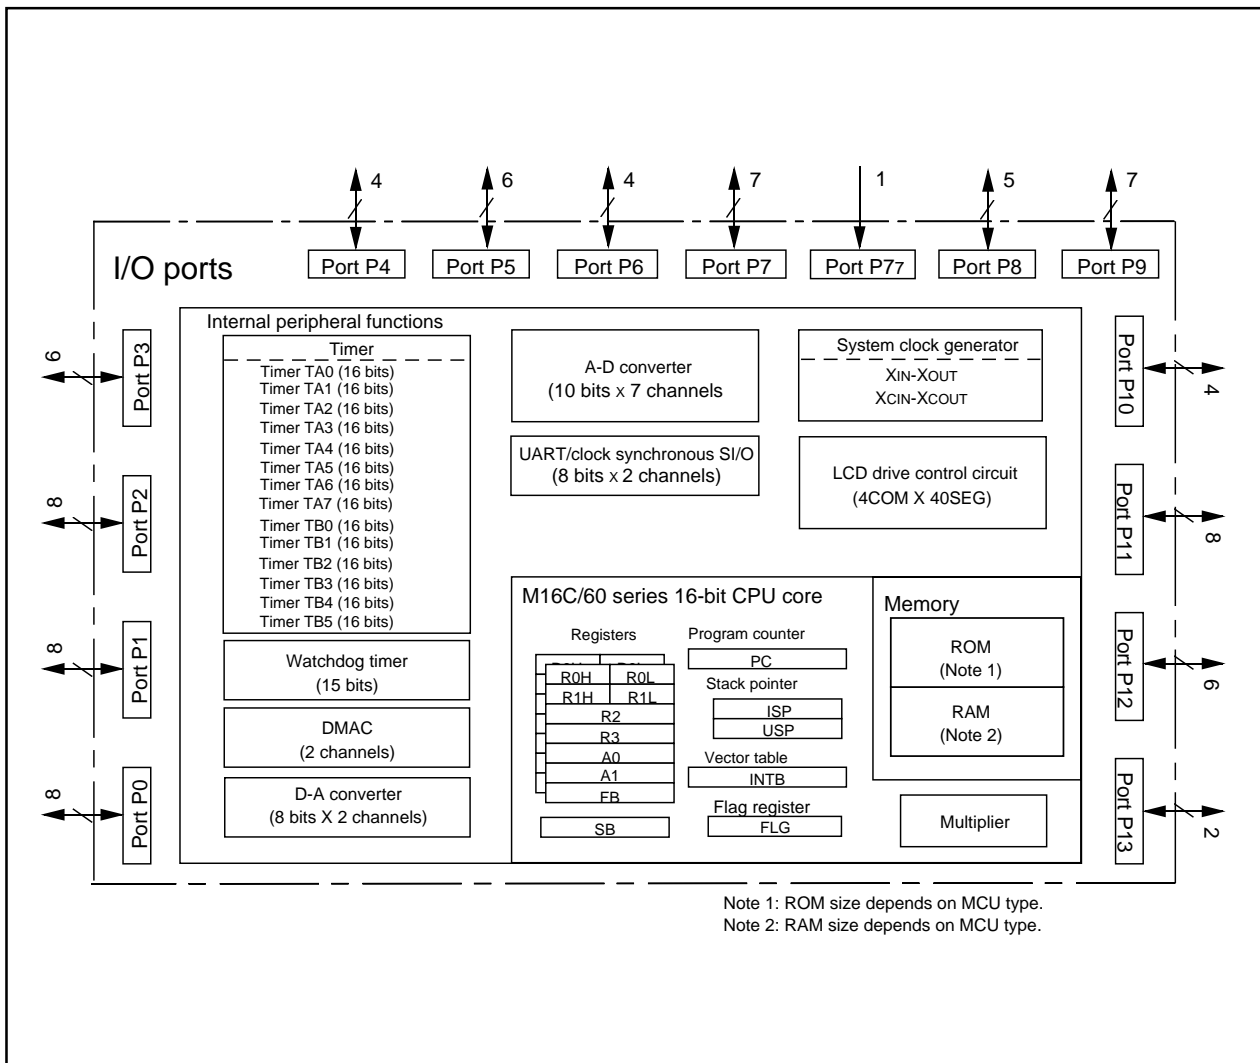 4
6
4
7
1
5
7
I/O ports
Port P4
Port P5
Port P6
Port P7
Port P77
Port P8
Port P9
Internal peripheral functions
Timer
Timer TA0 (16 bits)
Timer TA1 (16 bits)
Timer TA2 (16 bits)
Timer TA3 (16 bits)
Timer TA4 (16 bits)
Timer TA5 (16 bits)
Timer TA6 (16 bits)
Timer TA7 (16 bits)
Timer TB0 (16 bits)
Timer TB1 (16 bits)
Timer TB2 (16 bits)
Timer TB3 (16 bits)
Timer TB4 (16 bits)
Timer TB5 (16 bits)
Watchdog timer
(15 bits)
DMAC
(2 channels)
D-A converter
(8 bits X 2 channels)
A-D converter
(10 bits x 7 channels
UART/clock synchronous SI/O
(8 bits x 2 channels)
System clock generator
XIN-XOUT
XCIN-XCOUT
LCD drive control circuit
(4COM X 40SEG)
M16C/60 series 16-bit CPU core
Registers
R0H
R0L
R0H
R0L
R1H
R1L
R2
R3
A0
A1
FB
SB
Program counter
PC
Stack pointer
ISP
USP
Vector table
INTB
Flag register
FLG
Memory
ROM
(Note 1)
RAM
(Note 2)
Multiplier
6
Port P3
8
Port P2
8
Port P1
8
Port P0
Port P10
4
Port P11
8
Port P12
6
Port P13
2
Note 1: ROM size depends on MCU type.
Note 2: RAM size depends on MCU type.